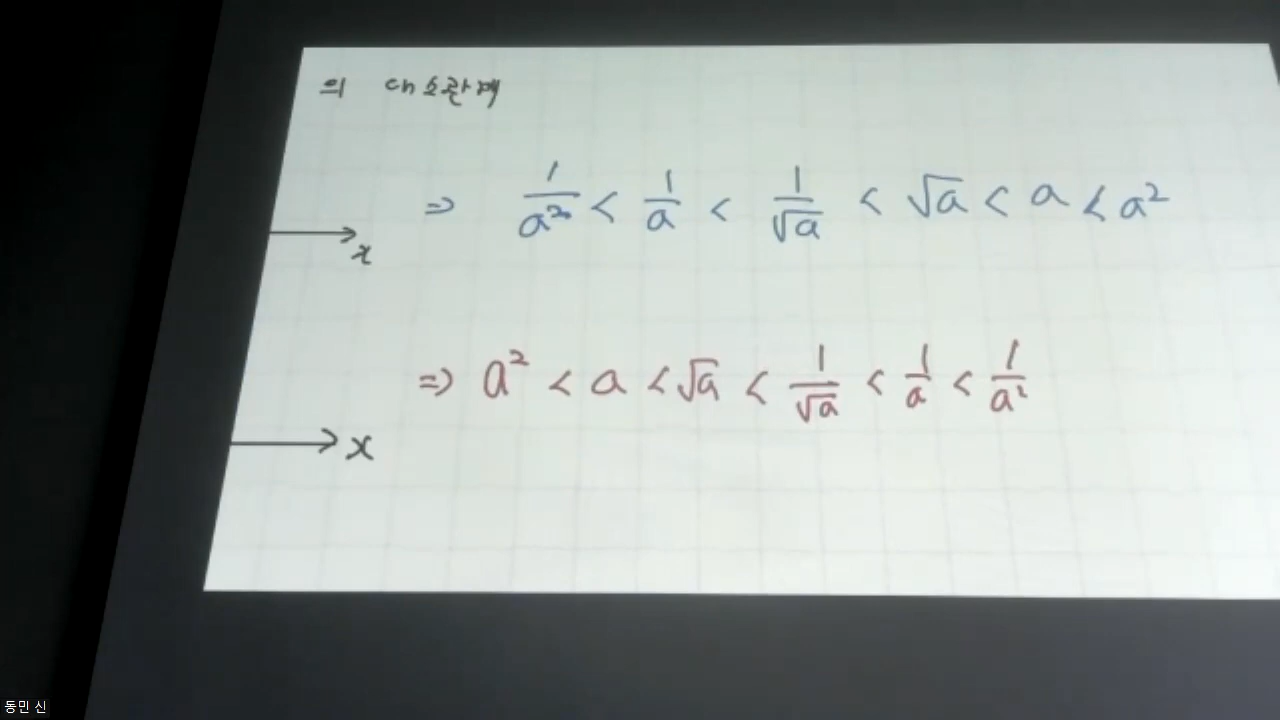 의 대소관계
⇒ 1/a² < 1/a < 1/√a < √a < a < a²
x
⇒ a² < a < √a < 1/√a < 1/a < 1/a²
x
동민 신